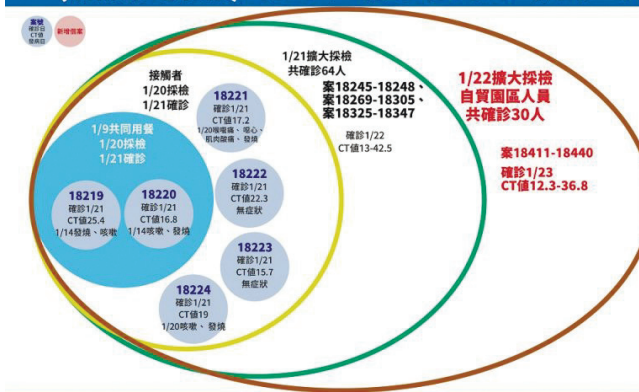 案號
確診日
CT值
發病日
新增個案
接觸者
1/20採檢
1/21確診
1/9共同用餐
1/20採檢
1/21確診
18219
確診1/21
CT值25.4
1/14發燒、咳嗽
18220
確診1/21
CT值16.8
1/14咳嗽、發燒
18221
確診1/21
CT值17.2
1/20喉嚨痛、噁心、
肌肉酸痛、發燒
18222
確診1/21
CT值22.3
無症狀
18223
確診1/21
CT值15.7
無症狀
18224
確診1/21
CT值19
1/20咳嗽、發燒
1/21擴大採檢
共確診64人
案18245-18248、
案18269-18305、
案18325-18347
確診1/22
CT值13-42.5
1/22擴大採檢
自貿園區人員
共確診30人
案18411-18440
確診1/23
CT值12.3-36.8